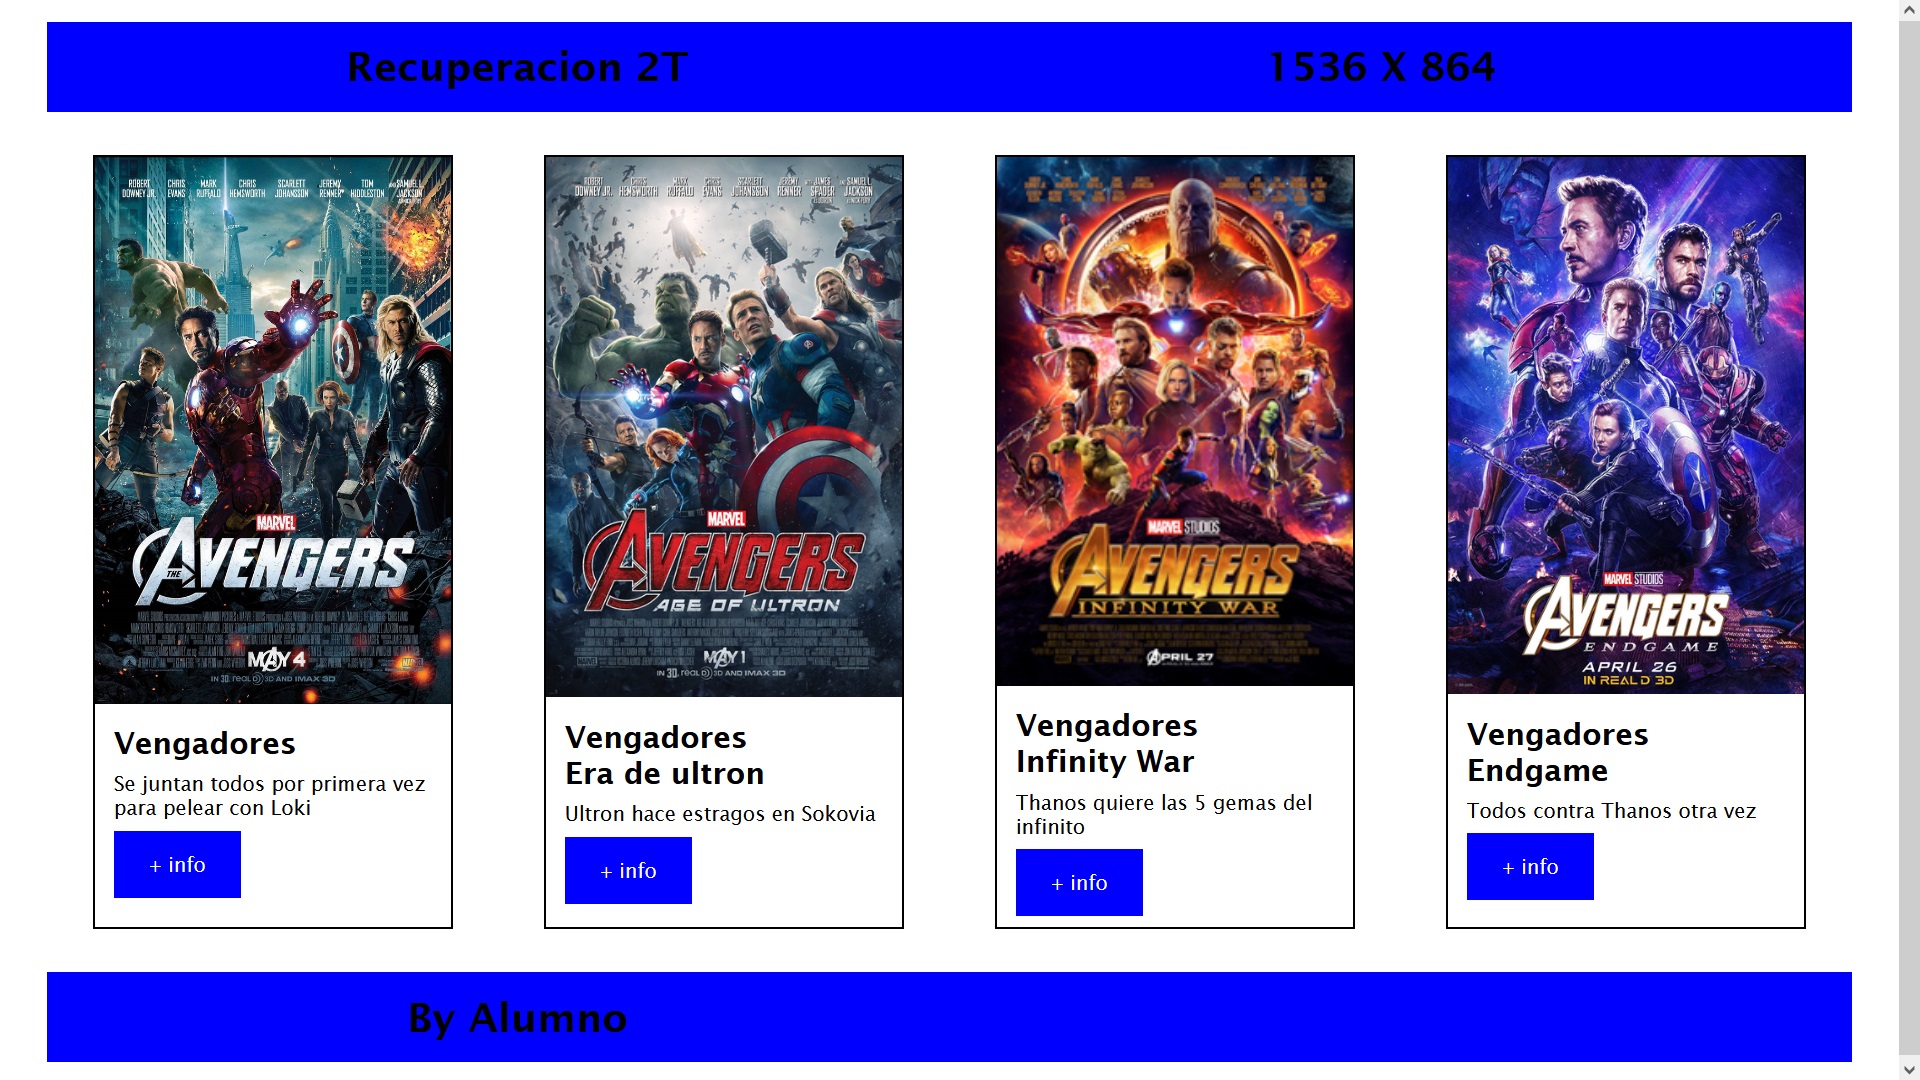 Recuperacion 2T
1536 X 864
ROBERT DOWNEY JR. CHRIS EVANS MARK RUFFALO CHRIS HEMSWORTH SCARLETT JOHANSSON JEREMY RENNER TOM HIDDLESTON AND SAMUEL L. JACKSON
MARVEL
THE AVENGERS
MAY 4
IN 3D, REAL D 3D AND IMAX 3D
Vengadores
Se juntan todos por primera vez
para pelear con Loki
+ info
ROBERT DOWNEY JR. CHRIS HEMSWORTH MARK RUFFALO CHRIS EVANS SCARLETT JOHANSSON JEREMY RENNER WITH JAMES SPADER AND SAMUEL L. JACKSON
MARVEL
AVENGERS
AGE OF ULTRON
MAY 1
IN 3D, REAL D 3D AND IMAX 3D
Vengadores
Era de ultron
Ultron hace estragos en Sokovia
+ info
MARVEL STUDIOS
AVENGERS
INFINITY WAR
APRIL 27
Vengadores
Infinity War
Thanos quiere las 5 gemas del
infinito
+ info
MARVEL STUDIOS
AVENGERS
ENDGAME
APRIL 26
IN REAL D 3D
Vengadores
Endgame
Todos contra Thanos otra vez
+ info
By Alumno